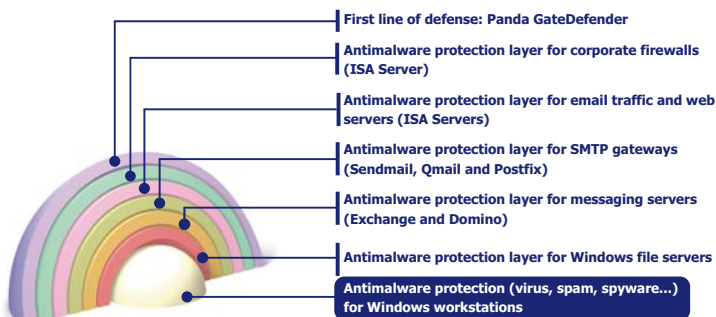 First line of defense: Panda GateDefender
Antimalware protection layer for corporate firewalls
(ISA Server)
Antimalware protection layer for email traffic and web
servers (ISA Servers)
Antimalware protection layer for SMTP gateways
(Sendmail, Qmail and Postfix)
Antimalware protection layer for messaging servers
(Exchange and Domino)
Antimalware protection layer for Windows file servers
Antimalware protection (virus, spam, spyware...)
for Windows workstations